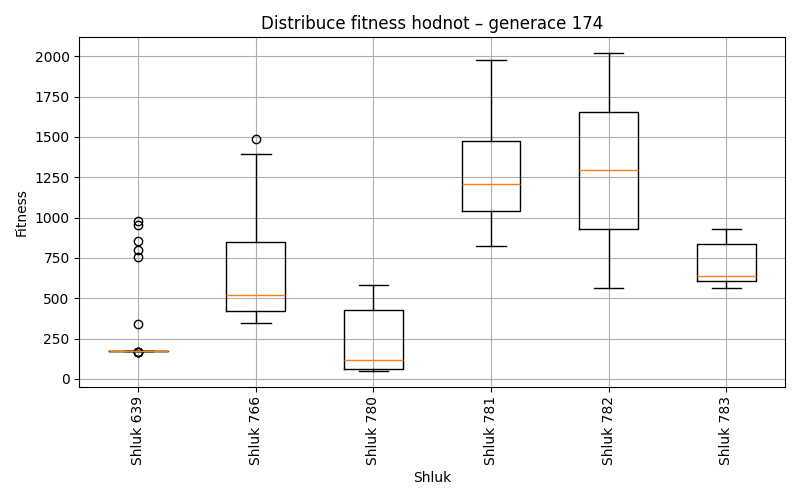 Distribuce fitness hodnot – generace 174
Fitness
2000
1750
1500
1250
1000
750
500
250
0
Shluk 639
Shluk 766
Shluk 780
Shluk 781
Shluk 782
Shluk 783
Shluk